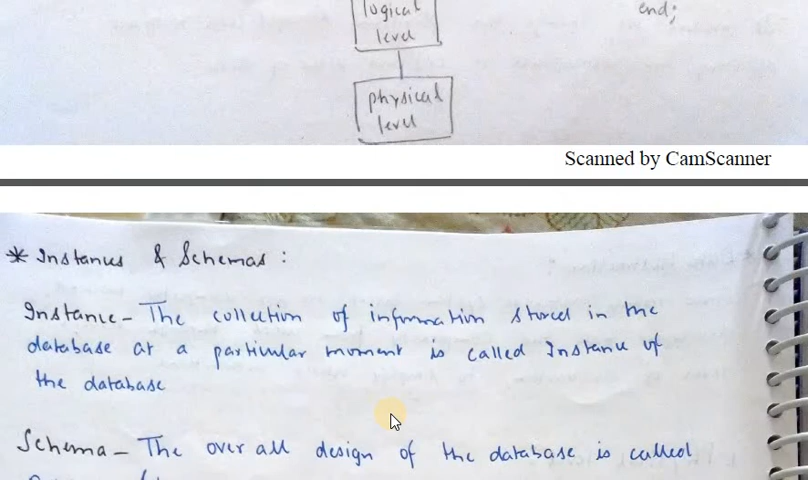 logical
level
end;
physical
level
Scanned by CamScanner
* Instances & Schemas :
Instance - The collection of information stored in the
database at a particular moment is called Instance of
the database
Schema - The over all design of the database is called